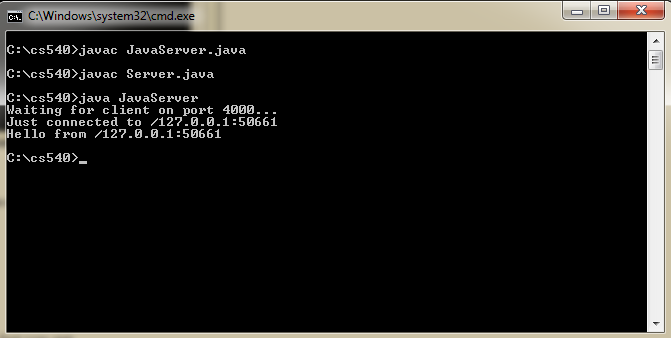 C:\Windows\system32\cmd.exe
C:\cs540>javac JavaServer.java
C:\cs540>javac Server.java
C:\cs540>java JavaServer
Waiting for client on port 4000...
Just connected to /127.0.0.1:50661
Hello from /127.0.0.1:50661
C:\cs540>_